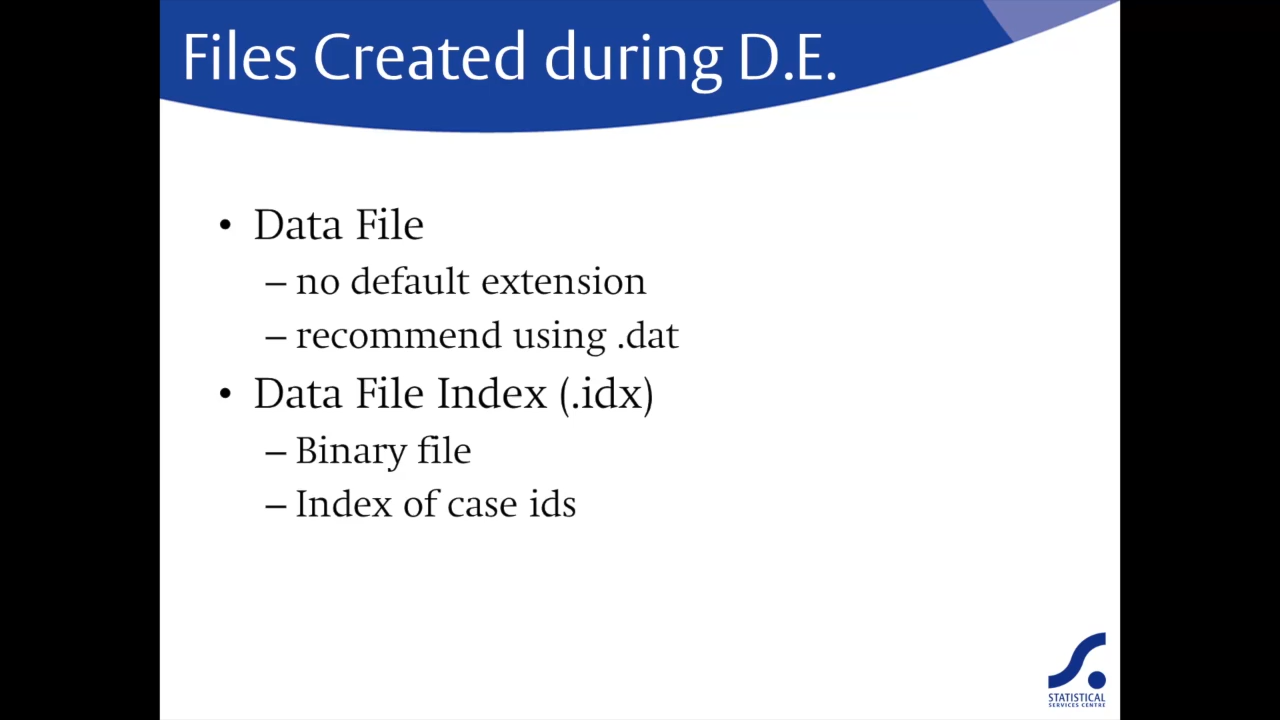 Files Created during D.E.
• Data File
– no default extension
– recommend using .dat
• Data File Index (.idx)
– Binary file
– Index of case ids
STATISTICAL
SERVICES CENTRE